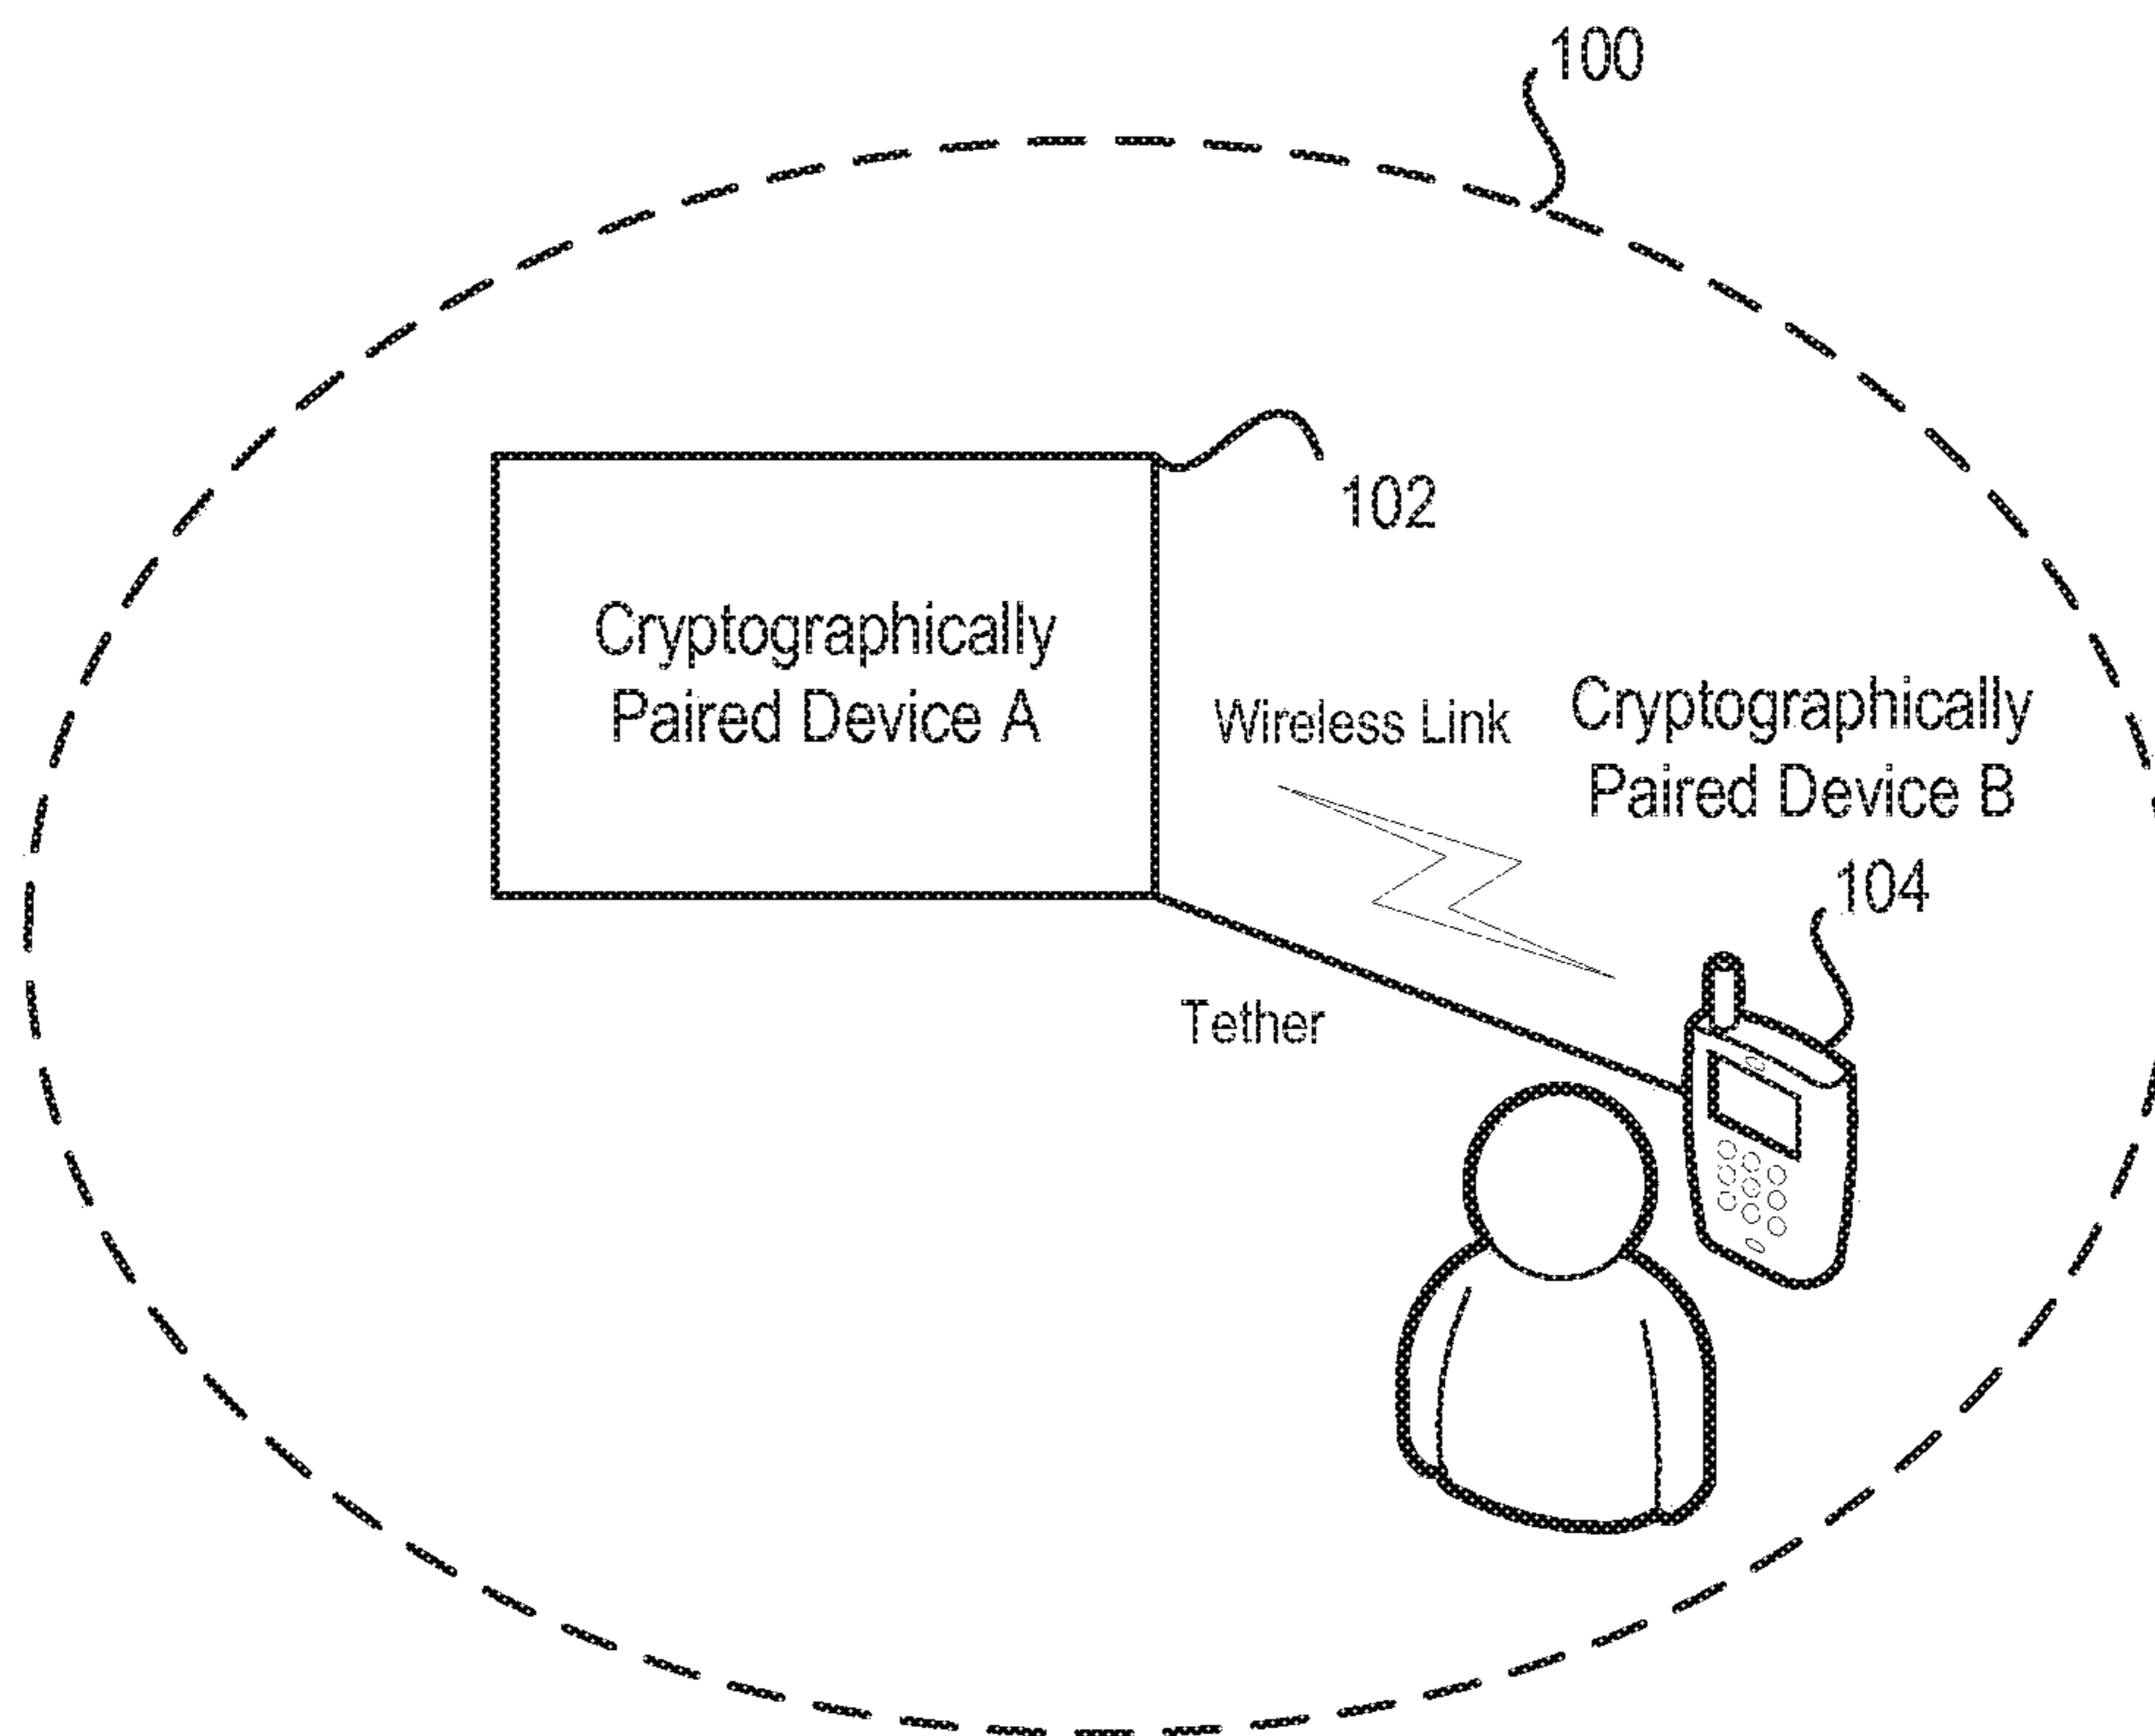 100
102
Cryptographically
Paired Device A
Wireless Link
Cryptographically
Paired Device B
104
Tether